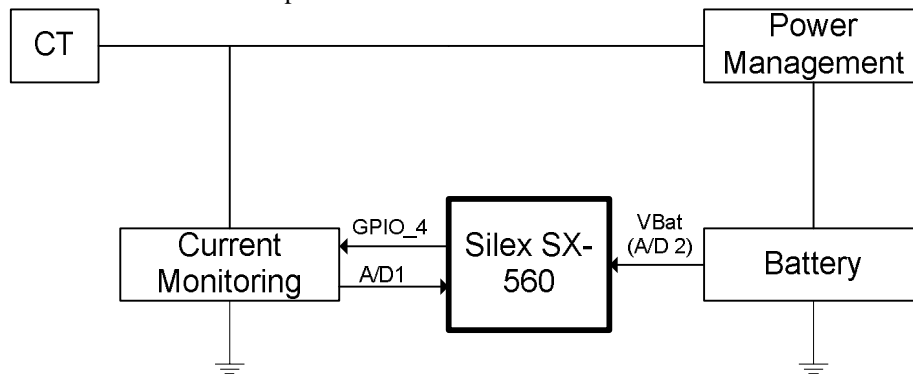 CT
Power
Management
GPIO_4
Current
Monitoring
A/D1
Silex SX-
560
VBat
(A/D 2)
Battery